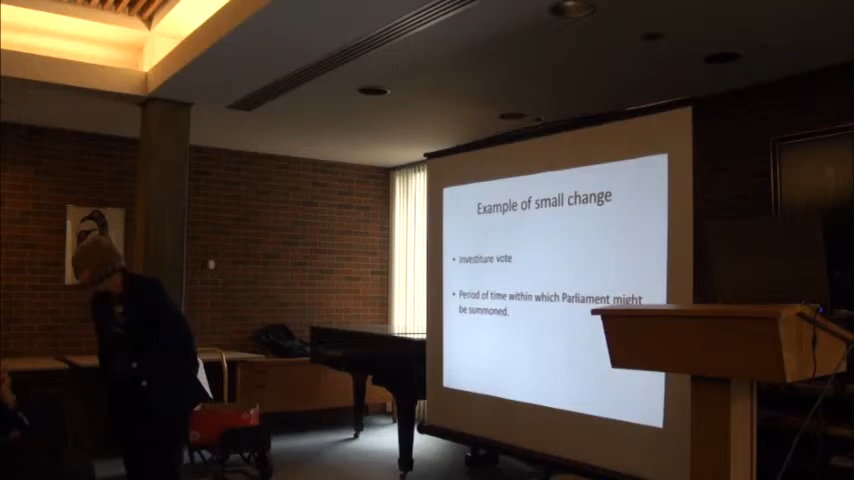 Example of small change
• Investiture vote
• Period of time within which Parliament might
be summoned.